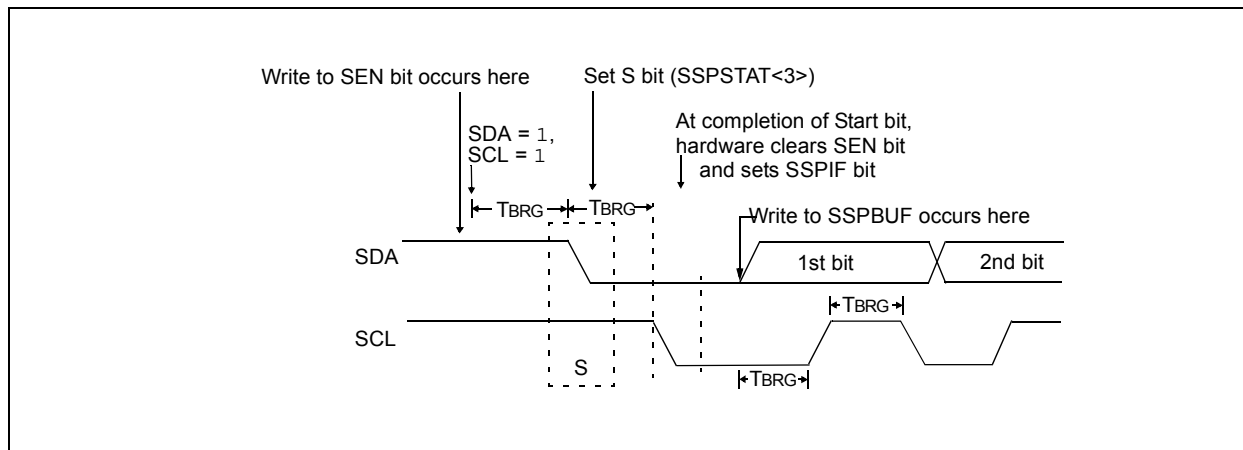 Write to SEN bit occurs here
Set S bit (SSPSTAT<3>)
SDA = 1,
SCL = 1
At completion of Start bit,
hardware clears SEN bit
and sets SSPIF bit
TBRG
TBRG
Write to SSPBUF occurs here
SDA
1st bit
2nd bit
TBRG
SCL
S
TBRG